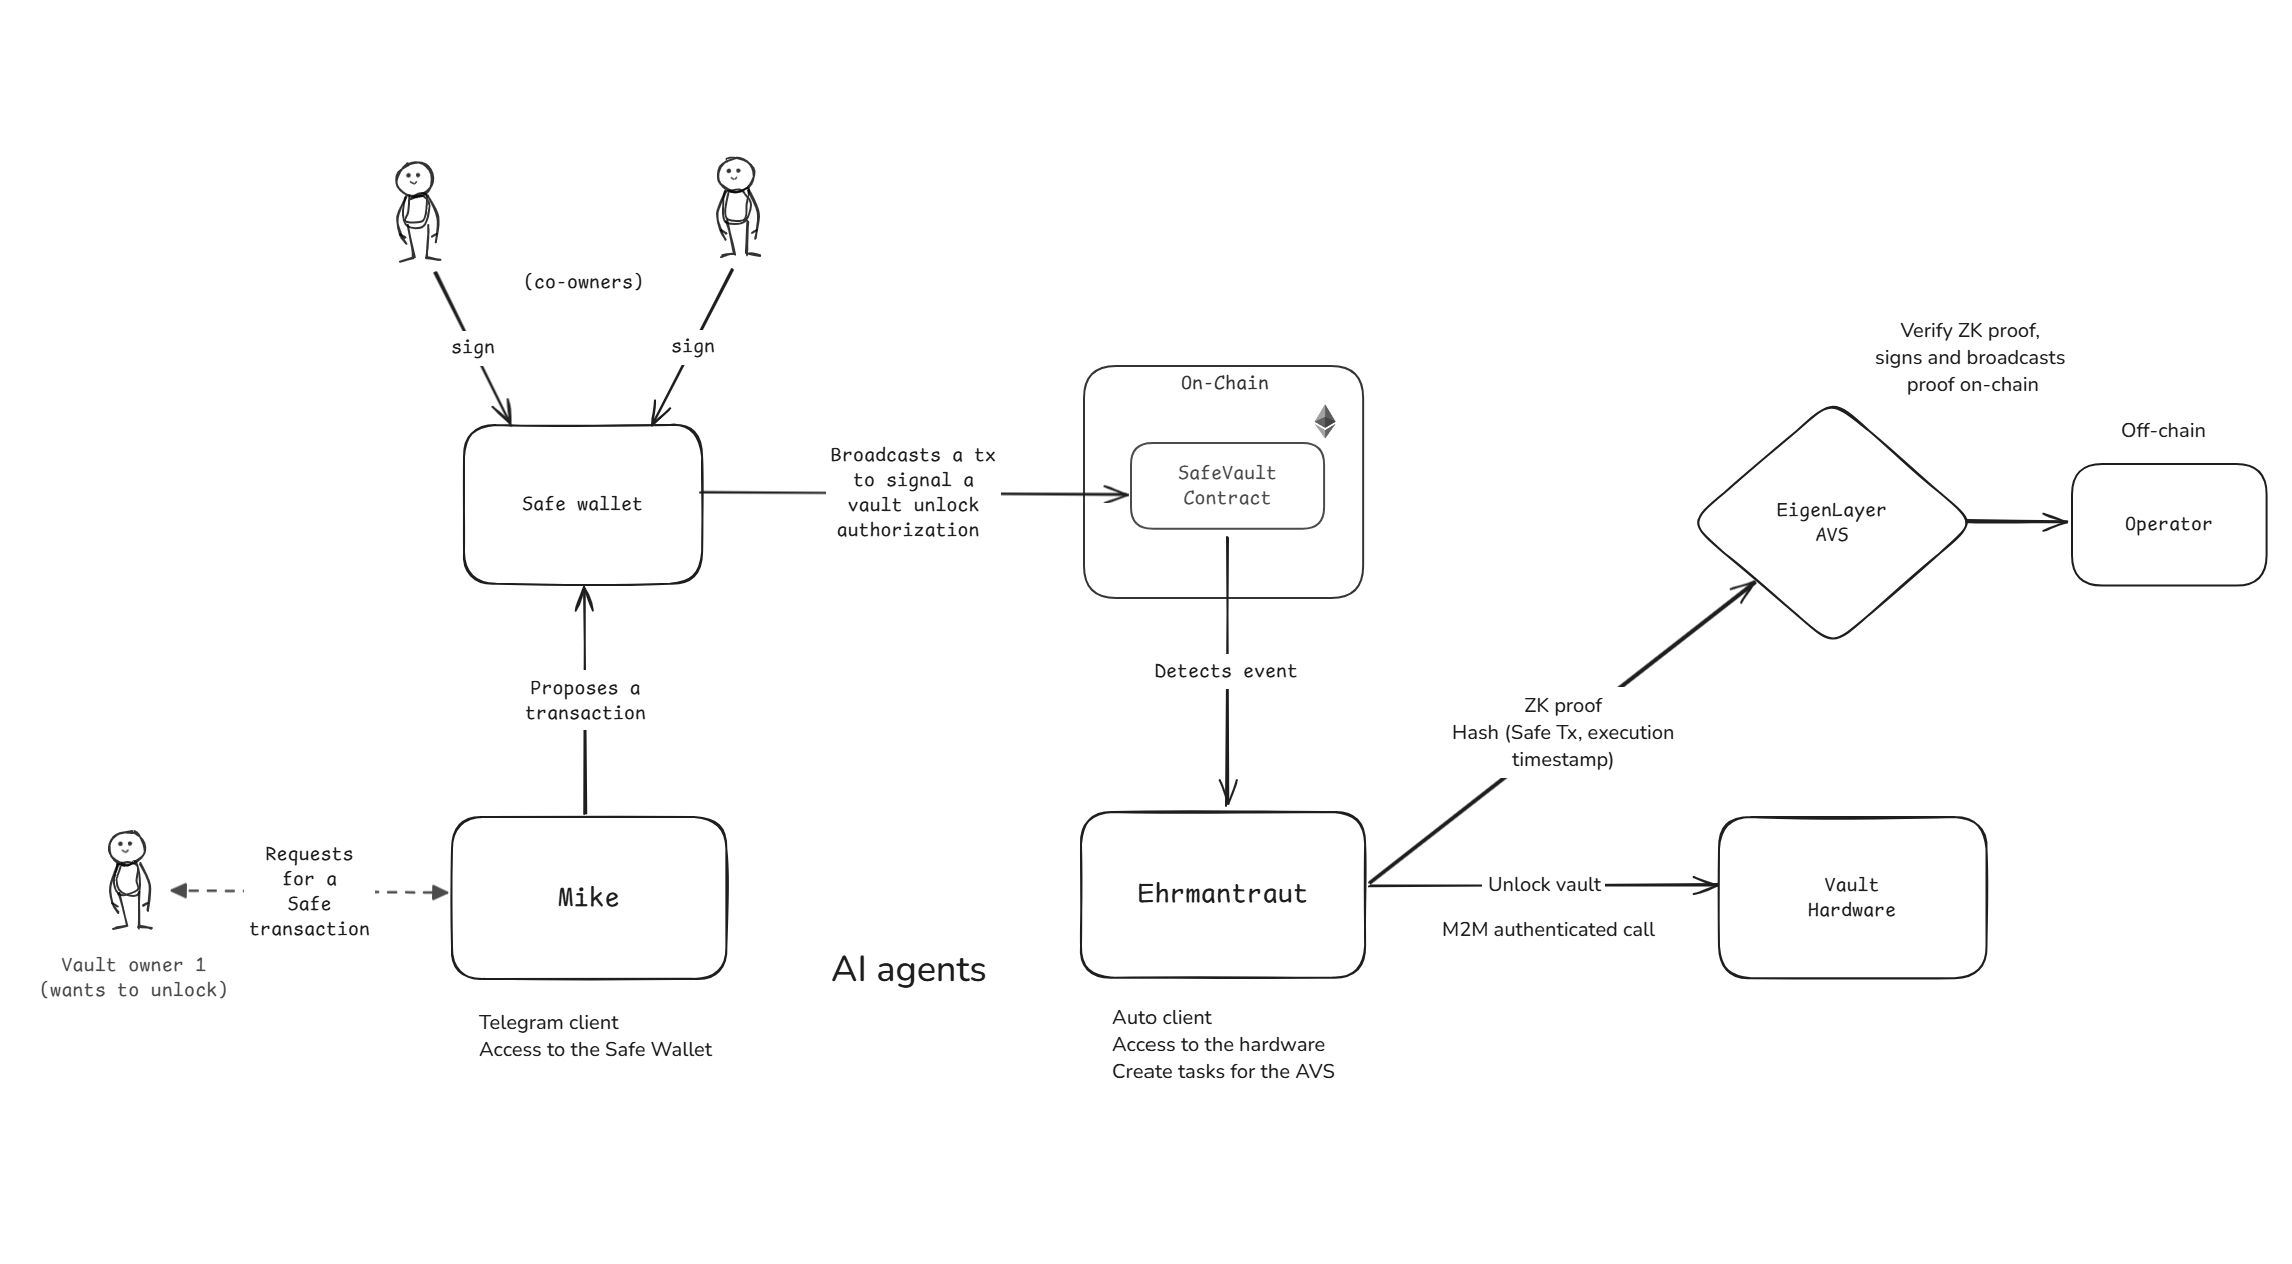 (co-owners)
sign
sign
Safe wallet
Broadcasts a tx
to signal a
vault unlock
authorization
On-Chain
SafeVault
Contract
Verify ZK proof,
signs and broadcasts
proof on-chain
Off-chain
EigenLayer
AVS
Operator
Proposes a
transaction
Detects event
ZK proof
Hash (Safe Tx, execution
timestamp)
Requests
for a
Safe
transaction
Vault owner 1
(wants to unlock)
Mike
Telegram client
Access to the Safe Wallet
AI agents
Ehrmantraut
Auto client
Access to the hardware
Create tasks for the AVS
Unlock vault
M2M authenticated call
Vault
Hardware